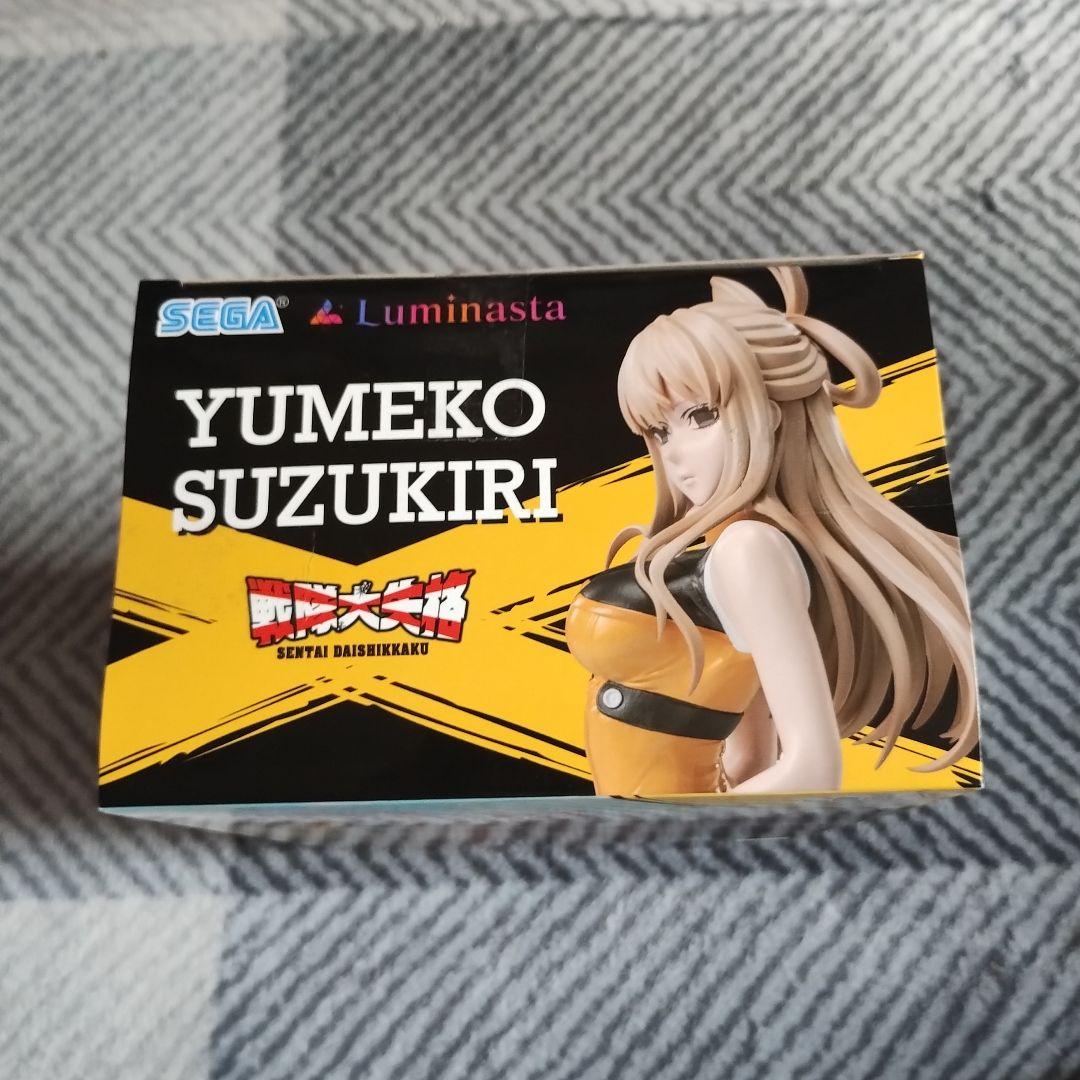 SEGA®
Luminasta
YUMEKO
SUZUKIRI
戦隊大失格
SENTAI DAISHIKKAKU